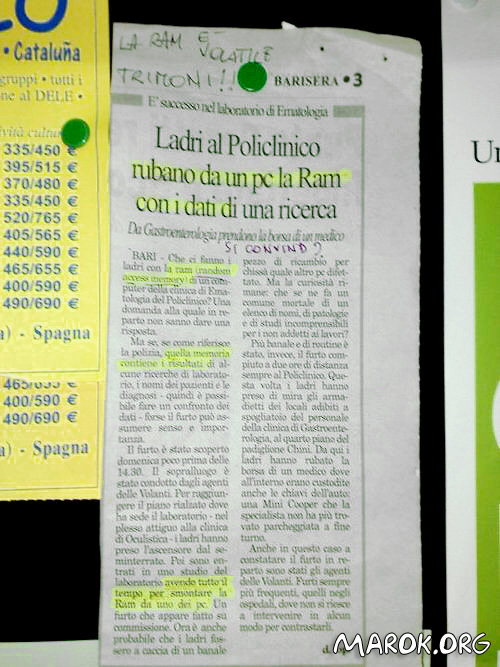 CO
• Cataluña
gruppi • tutti i
ne al DELE •
ività cultur
335/450 €
395/515 €
370/480 €
335/450 €
520/765 €
405/565 €
440/590 €
465/655 €
400/590 €
490/690 €
a) - Spagna
465/655 €
400/590 €
490/690 €
a) - Spagna
LA RAM E'
VOLATILE
TRIMONI!!
BARISERA • 3
E' successo nel laboratorio di Ematologia
Ladri al Policlinico
rubano da un pc la Ram
con i dati di una ricerca
Da Gastroenterologia prendono la borsa di un medico
SI CONVIND?
BARI - Che ci fanno i
ladri con la ram (random
access memory) di un com-
puter della clinica di Ema-
tologia del Policlinico? Una
domanda alla quale in re-
parto non sanno dare una
risposta.
Ma se, se come riferisce
la polizia, quella memoria
contiene i risultati di al-
cune ricerche di laborato-
rio, i nomi dei pazienti e le
diagnosi - quindi è possi-
bile fare un confronto dei
dati - forse il furto può as-
sumere senso e impor-
tanza.
Il furto è stato scoperto
domenica poco prima delle
14.30. Il sopralluogo è
stato condotto dagli agenti
delle Volanti. Per raggiun-
gere il piano rialzato dove
ha sede il laboratorio - nel
plesso attiguo alla clinica
di Oculistica - i ladri hanno
preso l'ascensore dal se-
minterrato. Poi sono en-
trati in uno studio del
laboratorio avendo tutto il
tempo per smontare la
Ram da uno dei pc. Un
furto che appare fatto su
commissione. Ora è anche
probabile che i ladri fos-
sero a caccia di un banale
pezzo di ricambio per
chissà quale altro pc difet-
tato. Ma la curiosità ri-
mane: che se ne fa un
comune mortale di un
elenco di nomi, di patologie
e di studi incomprensibili
per i non addetti ai lavori?
Più banale e di routine è
stato, invece, il furto com-
piuto a due ore di distanza
sempre al Policlinico. Que-
sta volta i ladri hanno
preso di mira gli arma-
dietti dei locali adibiti a
spogliatoio del personale
della clinica di Gastroente-
rologia, al quarto piano del
padiglione Chini. Da qui i
ladri hanno rubato la
borsa di un medico dove
all'interno erano custodite
anche le chiavi dell'auto:
una Mini Cooper che la
specialista non ha più tro-
vato parcheggiata a fine
turno.
Anche in questo caso a
constatare il furto in re-
parto sono stati gli agenti
delle Volanti. Furti sempre
più frequenti, quelli negli
ospedali, dove non si riesce
a intervenire in alcun
modo per contrastarli.
Un
MAROK.ORG